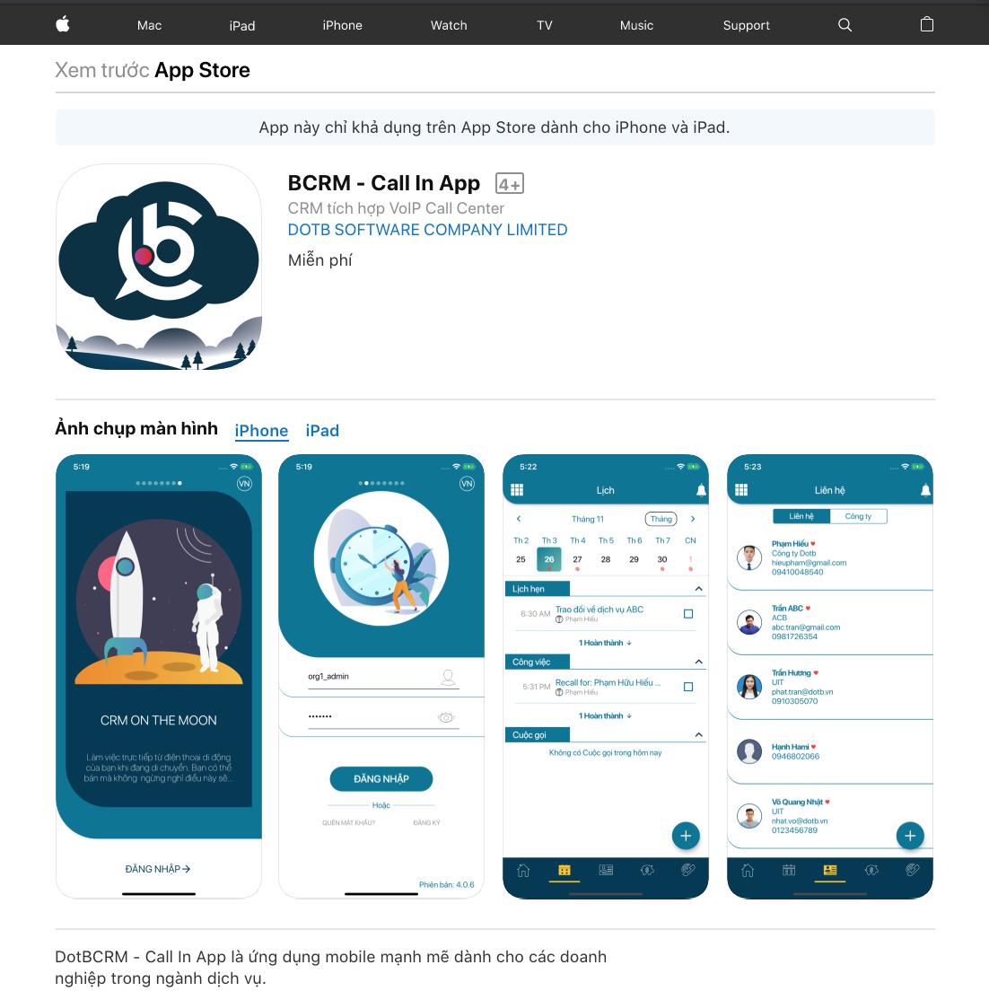 Mac iPad iPhone Watch TV Music Support
Xem trước App Store
App này chỉ khả dụng trên App Store dành cho iPhone và iPad.
BCRM - Call In App 4+
CRM tích hợp VoIP Call Center
DOTB SOFTWARE COMPANY LIMITED
Miễn phí
Ảnh chụp màn hình iPhone iPad
5:19
VN
CRM ON THE MOON
Làm việc trực tiếp từ điện thoại di động
của bạn khi đang di chuyển. Bạn có thể
bán mà không ngừng nghỉ điều này sẽ...
ĐĂNG NHẬP→
5:19
VN
org1_admin
•••••••
ĐĂNG NHẬP
Hoặc
QUÊN MẬT KHẨU? ĐĂNG KÝ
Phiên bản: 4.0.6
5:22
Lịch
< Tháng 11 Tháng >
Th 2 Th 3 Th 4 Th 5 Th 6 Th 7 CN
25 26 27 28 29 30 1
Lịch hẹn
6:30 AM Trao đổi về dịch vụ ABC
Phạm Hiếu
1 Hoàn thành ↓
Công việc
5:31 PM Recall for: Phạm Hữu Hiếu ...
Phạm Hiếu
1 Hoàn thành ↓
Cuộc gọi
Không có Cuộc gọi trong hôm nay
+
5:23
Liên hệ
Liên hệ Công ty
Phạm Hiếu
Công ty Dotb
hieupham@gmail.com
09410048540
Trần ABC
ACB
abc.tran@gmail.com
0981726354
Trần Hương
UIT
phat.tran@dotb.vn
0910305070
Hạnh Hami
0946802066
Võ Quang Nhật
UIT
nhat.vo@dotb.vn
0123456789
+
DotBCRM - Call In App là ứng dụng mobile mạnh mẽ dành cho các doanh
nghiệp trong ngành dịch vụ.